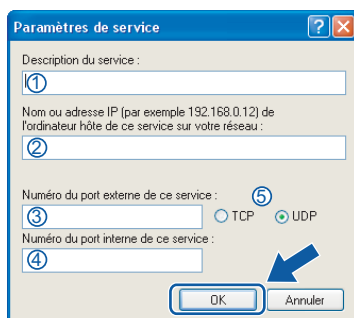 Paramètres de service
Description du service :
①
Nom ou adresse IP (par exemple 192.168.0.12) de
l'ordinateur hôte de ce service sur votre réseau :
②
Numéro du port externe de ce service : ⑤
③ TCP UDP
Numéro du port interne de ce service :
④
OK Annuler